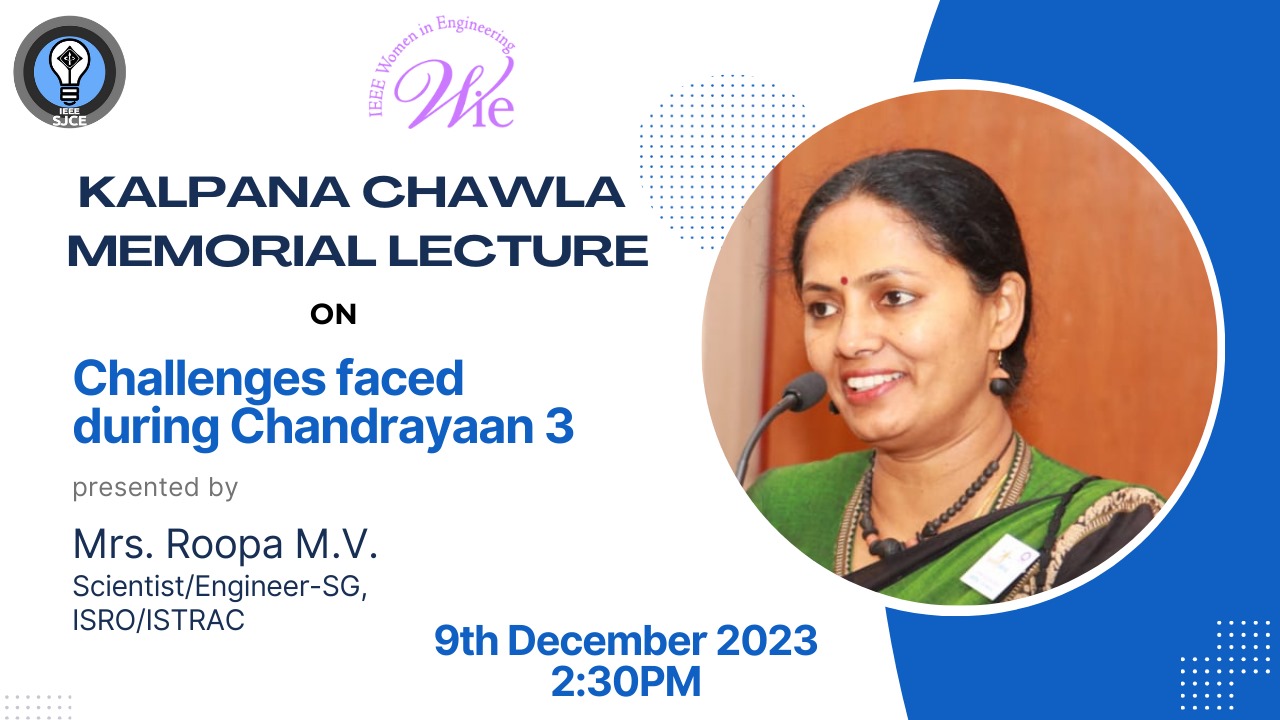 IEEE
SJCE
IEEE Women in Engineering
Wie
KALPANA CHAWLA
MEMORIAL LECTURE
ON
Challenges faced
during Chandrayaan 3
presented by
Mrs. Roopa M.V.
Scientist/Engineer-SG,
ISRO/ISTRAC
9th December 2023
2:30PM